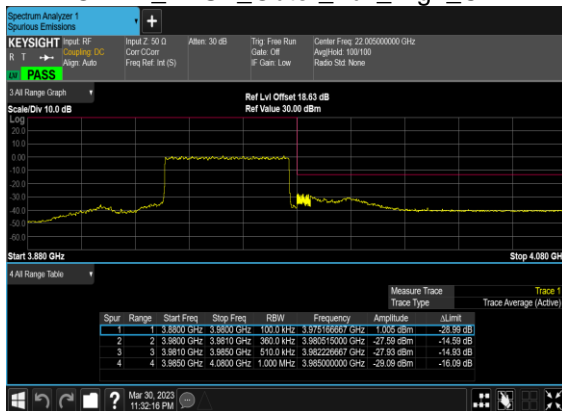 Spectrum Analyzer 1
Spurious Emissions
+
KEYSIGHT Input: RF Input Z: 50 Ω Atten: 30 dB Trig: Free Run Center Freq: 22.005000000 GHz
R T Coupling: DC Corr CCorr Gate: Off Avg|Hold: 100/100
Align: Auto Freq Ref: Int (S) IF Gain: Low Radio Std: None
PASS
3 All Range Graph
Ref Lvl Offset 18.63 dB
Scale/Div 10.0 dB Ref Value 30.00 dBm
Log
20.0
10.0
0.00
-10.0
-20.0
-30.0
-40.0
-50.0
-60.0
Start 3.880 GHz Stop 4.080 GH
4 All Range Table
Measure Trace Trace 1
Trace Type Trace Average (Active)
Spur Range Start Freq Stop Freq RBW Frequency Amplitude ΔLimit
1 1 3.8800 GHz 3.9800 GHz 100.0 kHz 3.975166667 GHz 1.005 dBm -28.99 dB
2 2 3.9800 GHz 3.9810 GHz 360.0 kHz 3.980515000 GHz -27.59 dBm -14.59 dB
3 3 3.9810 GHz 3.9850 GHz 510.0 kHz 3.982226667 GHz -27.93 dBm -14.93 dB
4 4 3.9850 GHz 4.0800 GHz 1.000 MHz 3.985000000 GHz -29.09 dBm -16.09 dB
? Mar 30, 2023
11:32:16 PM